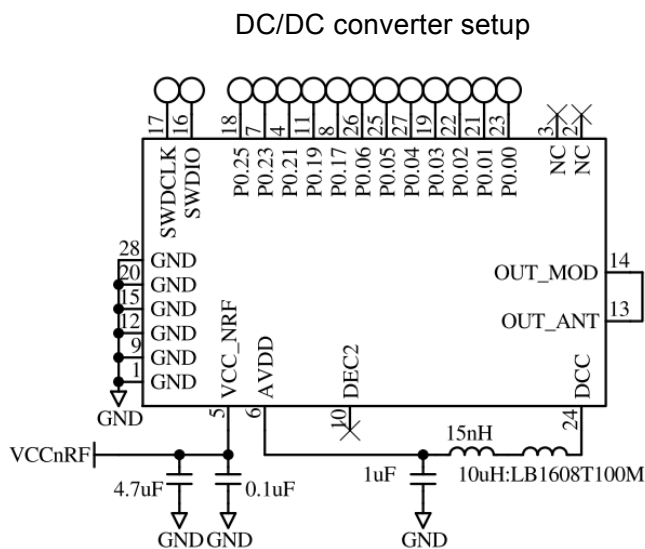 DC/DC converter setup
17 16 18 7 4 11 8 26 25 27 19 22 21 23 3 2
SWDCLK SWDIO P0.25 P0.23 P0.21 P0.19 P0.17 P0.06 P0.05 P0.04 P0.03 P0.02 P0.01 P0.00 NC NC
28 GND
20 GND
15 GND
12 GND
9 GND
1 GND
GND
OUT_MOD 14
OUT_ANT 13
VCC_NRF AVDD DEC2 DCC
5 6 10 24
VCCnRF
4.7uF 0.1uF 1uF 15nH 10uH:LB1608T100M
GND GND GND